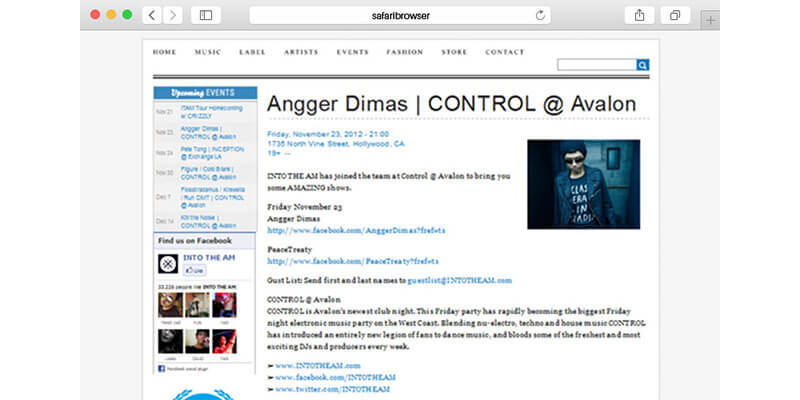 safaribrowser
HOME MUSIC LABEL ARTISTS EVENTS FASHION STORE CONTACT
Upcoming EVENTS
Nov 21 ITAM Tour Homecoming w/ CRIZZLY
Nov 23 Angger Dimas | CONTROL @ Avalon
Nov 24 Pete Tong | INCEPTION @ Exchange LA
Nov 30 Figure / Cold Blank | CONTROL @ Avalon
Dec 7 Flosstradamus / Krewella / Run DMT | CONTROL @ Avalon
Dec 14 Kill the Noise | CONTROL @ Avalon
Find us on Facebook
INTO THE AM
Like
33,226 people like INTO THE AM.
Facebook social plugin
Angger Dimas | CONTROL @ Avalon
Friday, November 23, 2012 - 21:00
1735 North Vine Street, Hollywood, CA
19+ --
CLAS
ERA
IN
INTO THE AM has joined the team at Control @ Avalon to bring you
some AMAZING shows.
Friday November 23
Angger Dimas
http://www.facebook.com/AnggerDimas?fref=ts
PeaceTreaty
http://www.facebook.com/PeaceTreaty?fref=ts
Gust List: Send first and last names to guestlist@INTOTHEAM.com
CONTROL @ Avalon
CONTROL is Avalon's newest club night. This Friday party has rapidly becoming the biggest Friday
night electronic music party on the West Coast. Blending nu-electro, techno and house music CONTROL
has introduced an entirely new legion of fans to dance music, and bloods some of the freshest and most
exciting DJs and producers every week.
➳ www.INTOTHEAM.com
➳ www.facebook.com/INTOTHEAM
➳ www.twitter.com/INTOTHEAM